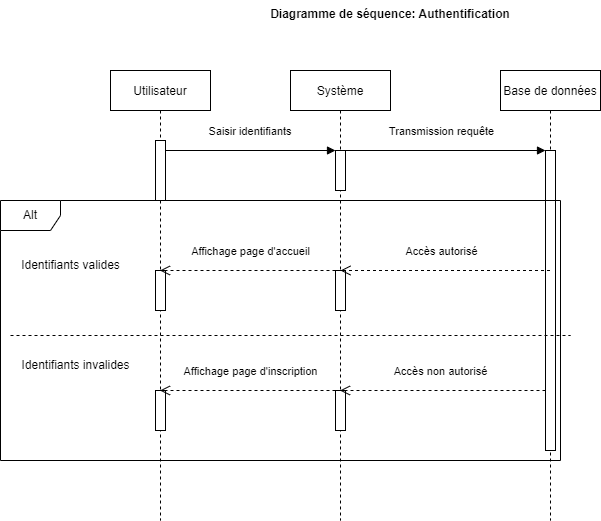 Diagramme de séquence: Authentification
Utilisateur
Système
Base de données
Saisir identifiants
Transmission requête
Alt
Affichage page d'accueil
Accès autorisé
Identifiants valides
Identifiants invalides
Affichage page d'inscription
Accès non autorisé